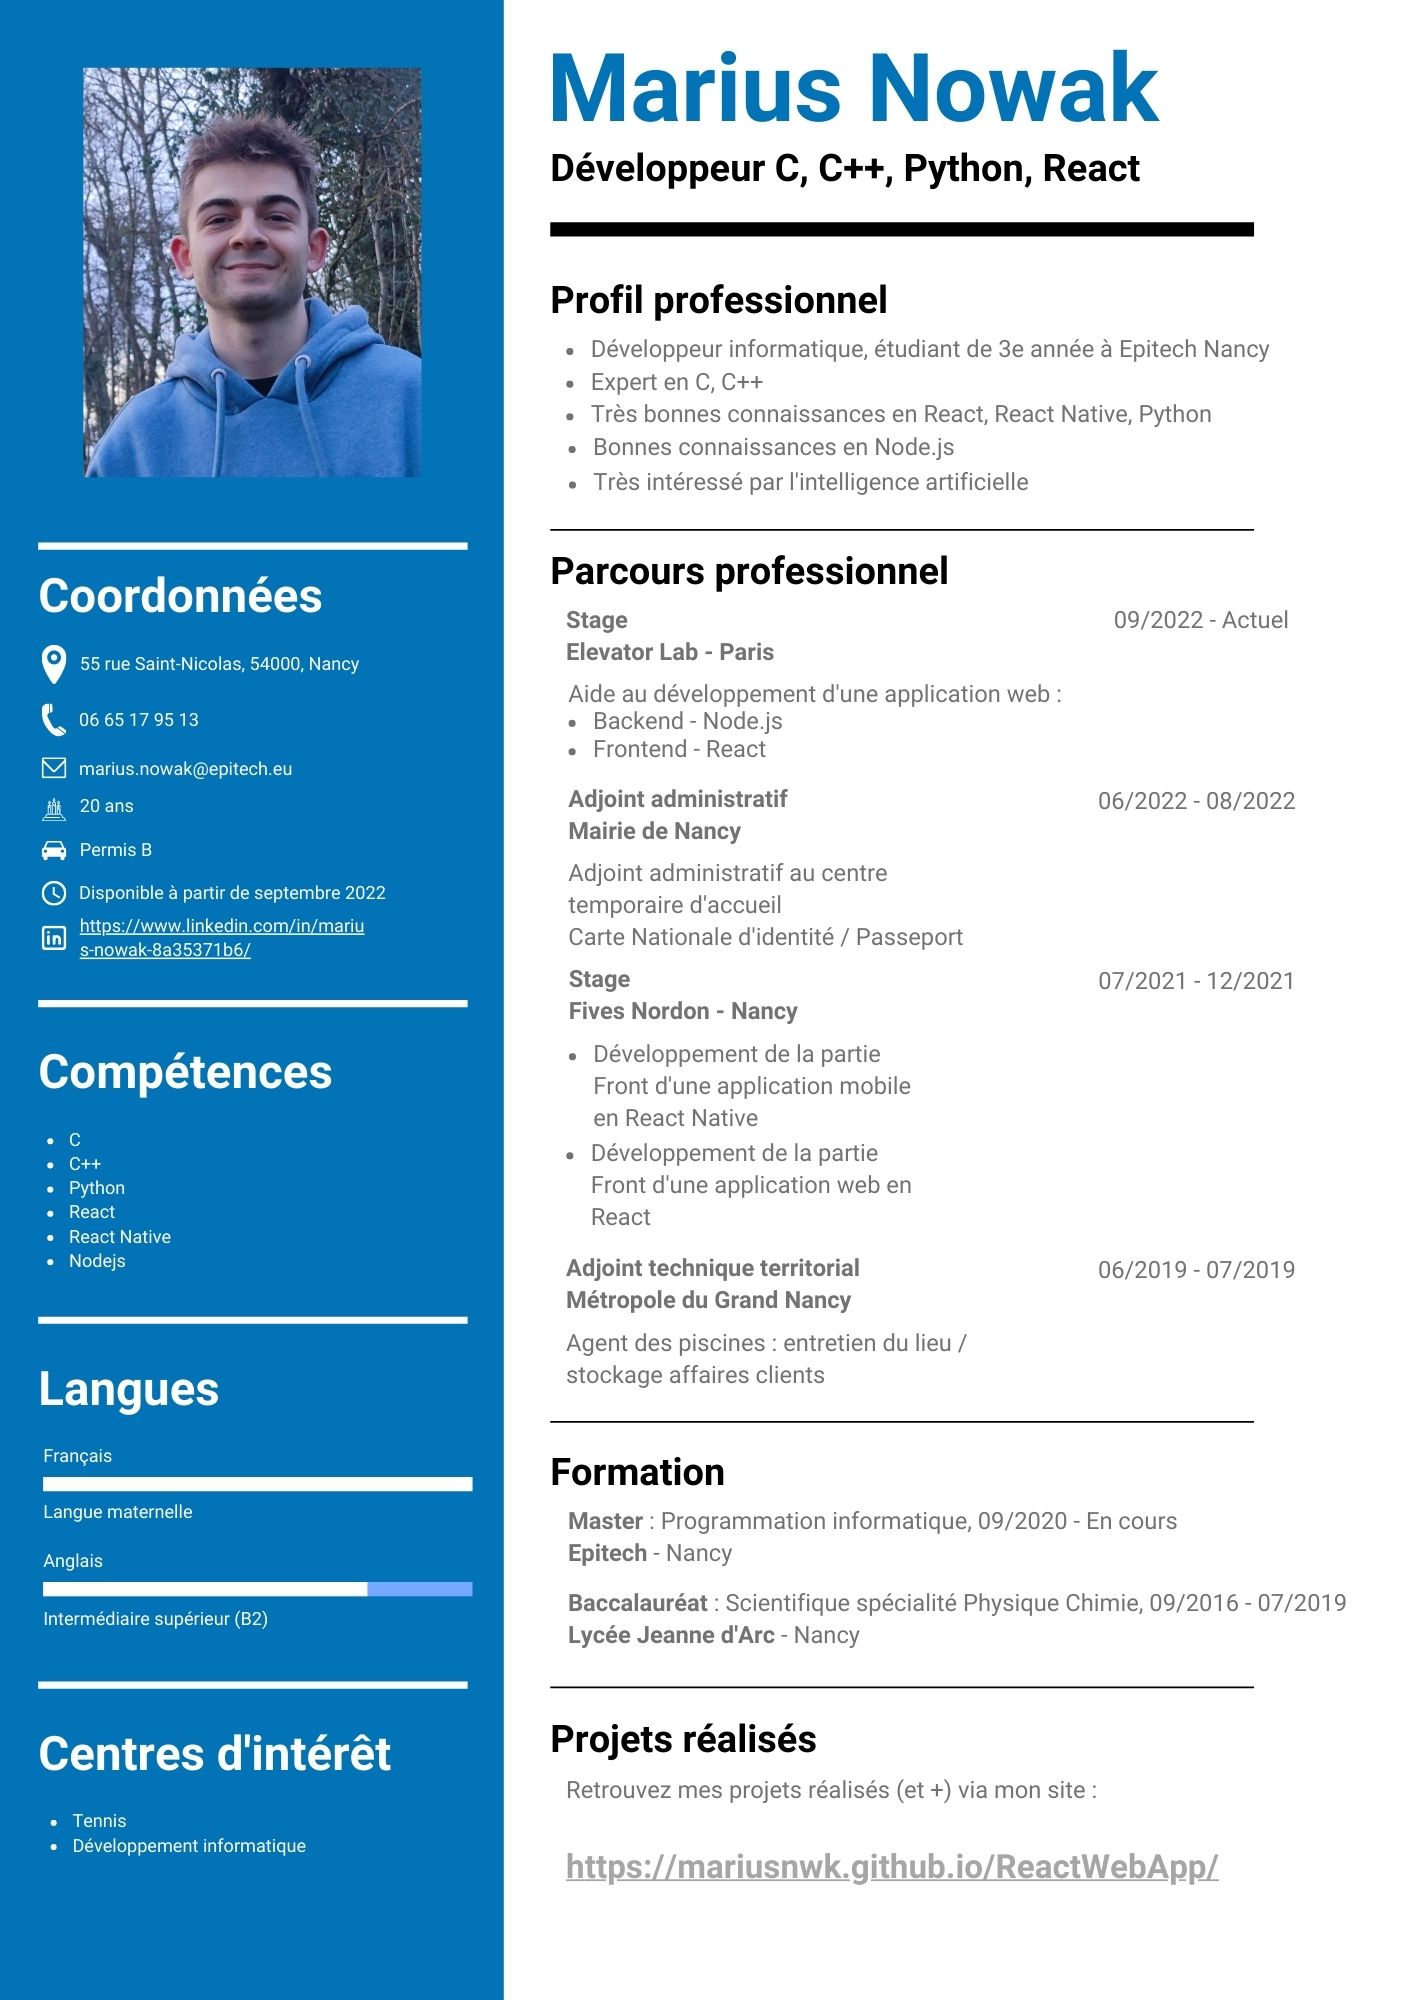 Marius Nowak
Développeur C, C++, Python, React
Profil professionnel
Développeur informatique, étudiant de 3e année à Epitech Nancy
Expert en C, C++
Très bonnes connaissances en React, React Native, Python
Bonnes connaissances en Node.js
Très intéressé par l'intelligence artificielle
Parcours professionnel
Stage 09/2022 - Actuel
Elevator Lab - Paris
Aide au développement d'une application web :
Backend - Node.js
Frontend - React
Adjoint administratif 06/2022 - 08/2022
Mairie de Nancy
Adjoint administratif au centre
temporaire d'accueil
Carte Nationale d'identité / Passeport
Stage 07/2021 - 12/2021
Fives Nordon - Nancy
Développement de la partie
Front d'une application mobile
en React Native
Développement de la partie
Front d'une application web en
React
Adjoint technique territorial 06/2019 - 07/2019
Métropole du Grand Nancy
Agent des piscines : entretien du lieu /
stockage affaires clients
Formation
Master : Programmation informatique, 09/2020 - En cours
Epitech - Nancy
Baccalauréat : Scientifique spécialité Physique Chimie, 09/2016 - 07/2019
Lycée Jeanne d'Arc - Nancy
Projets réalisés
Retrouvez mes projets réalisés (et +) via mon site :
https://mariusnwk.github.io/ReactWebApp/
Coordonnées
55 rue Saint-Nicolas, 54000, Nancy
06 65 17 95 13
marius.nowak@epitech.eu
20 ans
Permis B
Disponible à partir de septembre 2022
https://www.linkedin.com/in/mariu
s-nowak-8a35371b6/
Compétences
C
C++
Python
React
React Native
Nodejs
Langues
Français
Langue maternelle
Anglais
Intermédiaire supérieur (B2)
Centres d'intérêt
Tennis
Développement informatique